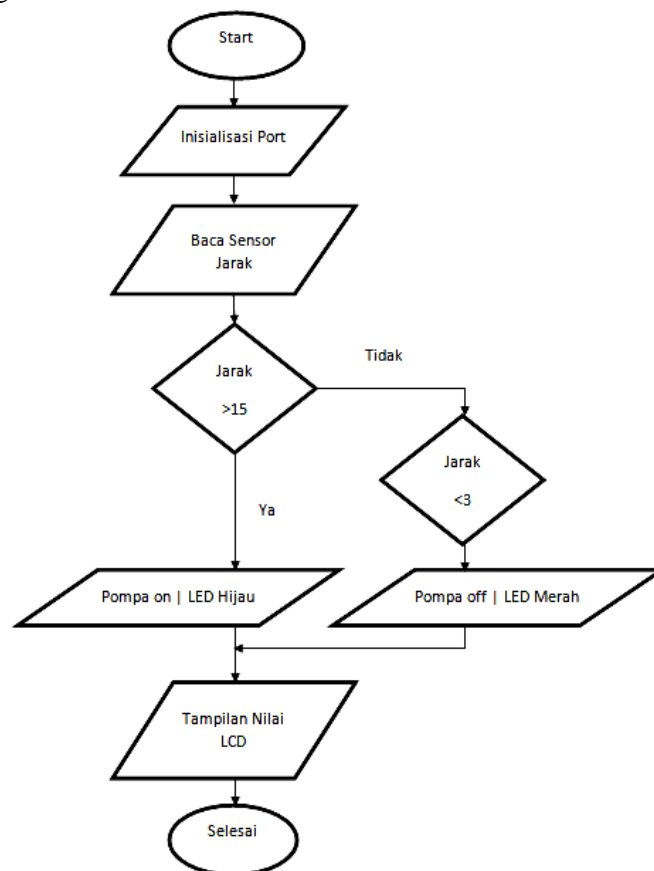 Start
Inisialisasi Port
Baca Sensor
Jarak
Jarak
>15
Tidak
Jarak
<3
Ya
Pompa on | LED Hijau
Pompa off | LED Merah
Tampilan Nilai
LCD
Selesai